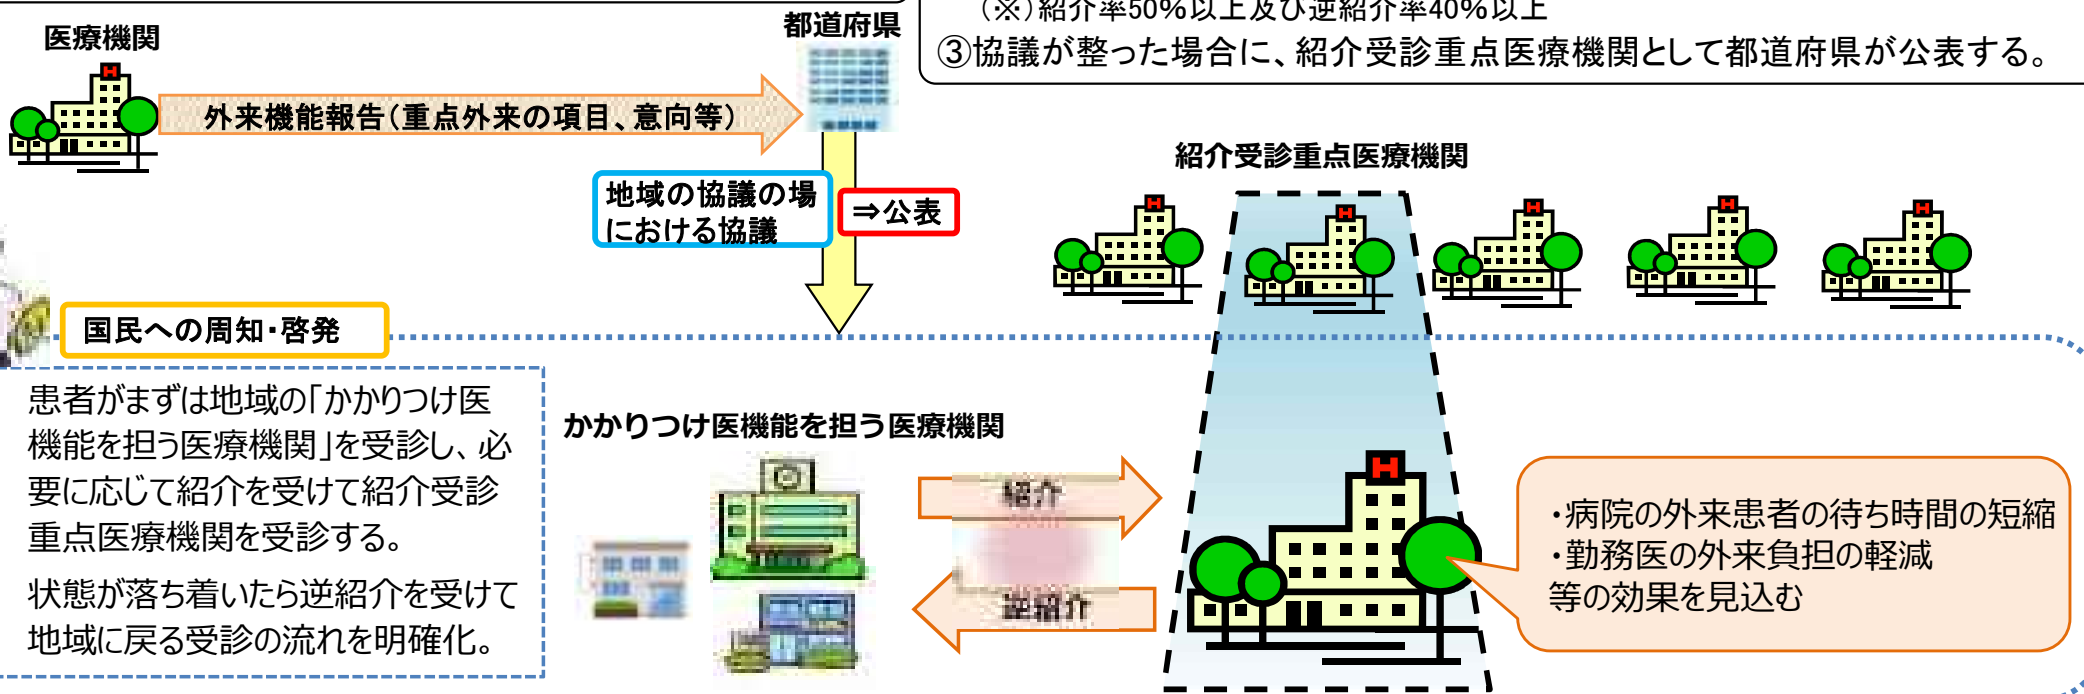 (※)紹介率50%以上及び逆紹介率40%以上
③協議が整った場合に、紹介受診重点医療機関として都道府県が公表する。
医療機関
都道府県
外来機能報告(重点外来の項目、意向等)
地域の協議の場
における協議
⇒公表
紹介受診重点医療機関
国民への周知・啓発
患者がまずは地域の「かかりつけ医
機能を担う医療機関」を受診し、必
要に応じて紹介を受けて紹介受診
重点医療機関を受診する。
状態が落ち着いたら逆紹介を受けて
地域に戻る受診の流れを明確化。
かかりつけ医機能を担う医療機関
紹介
逆紹介
・病院の外来患者の待ち時間の短縮
・勤務医の外来負担の軽減
等の効果を見込む